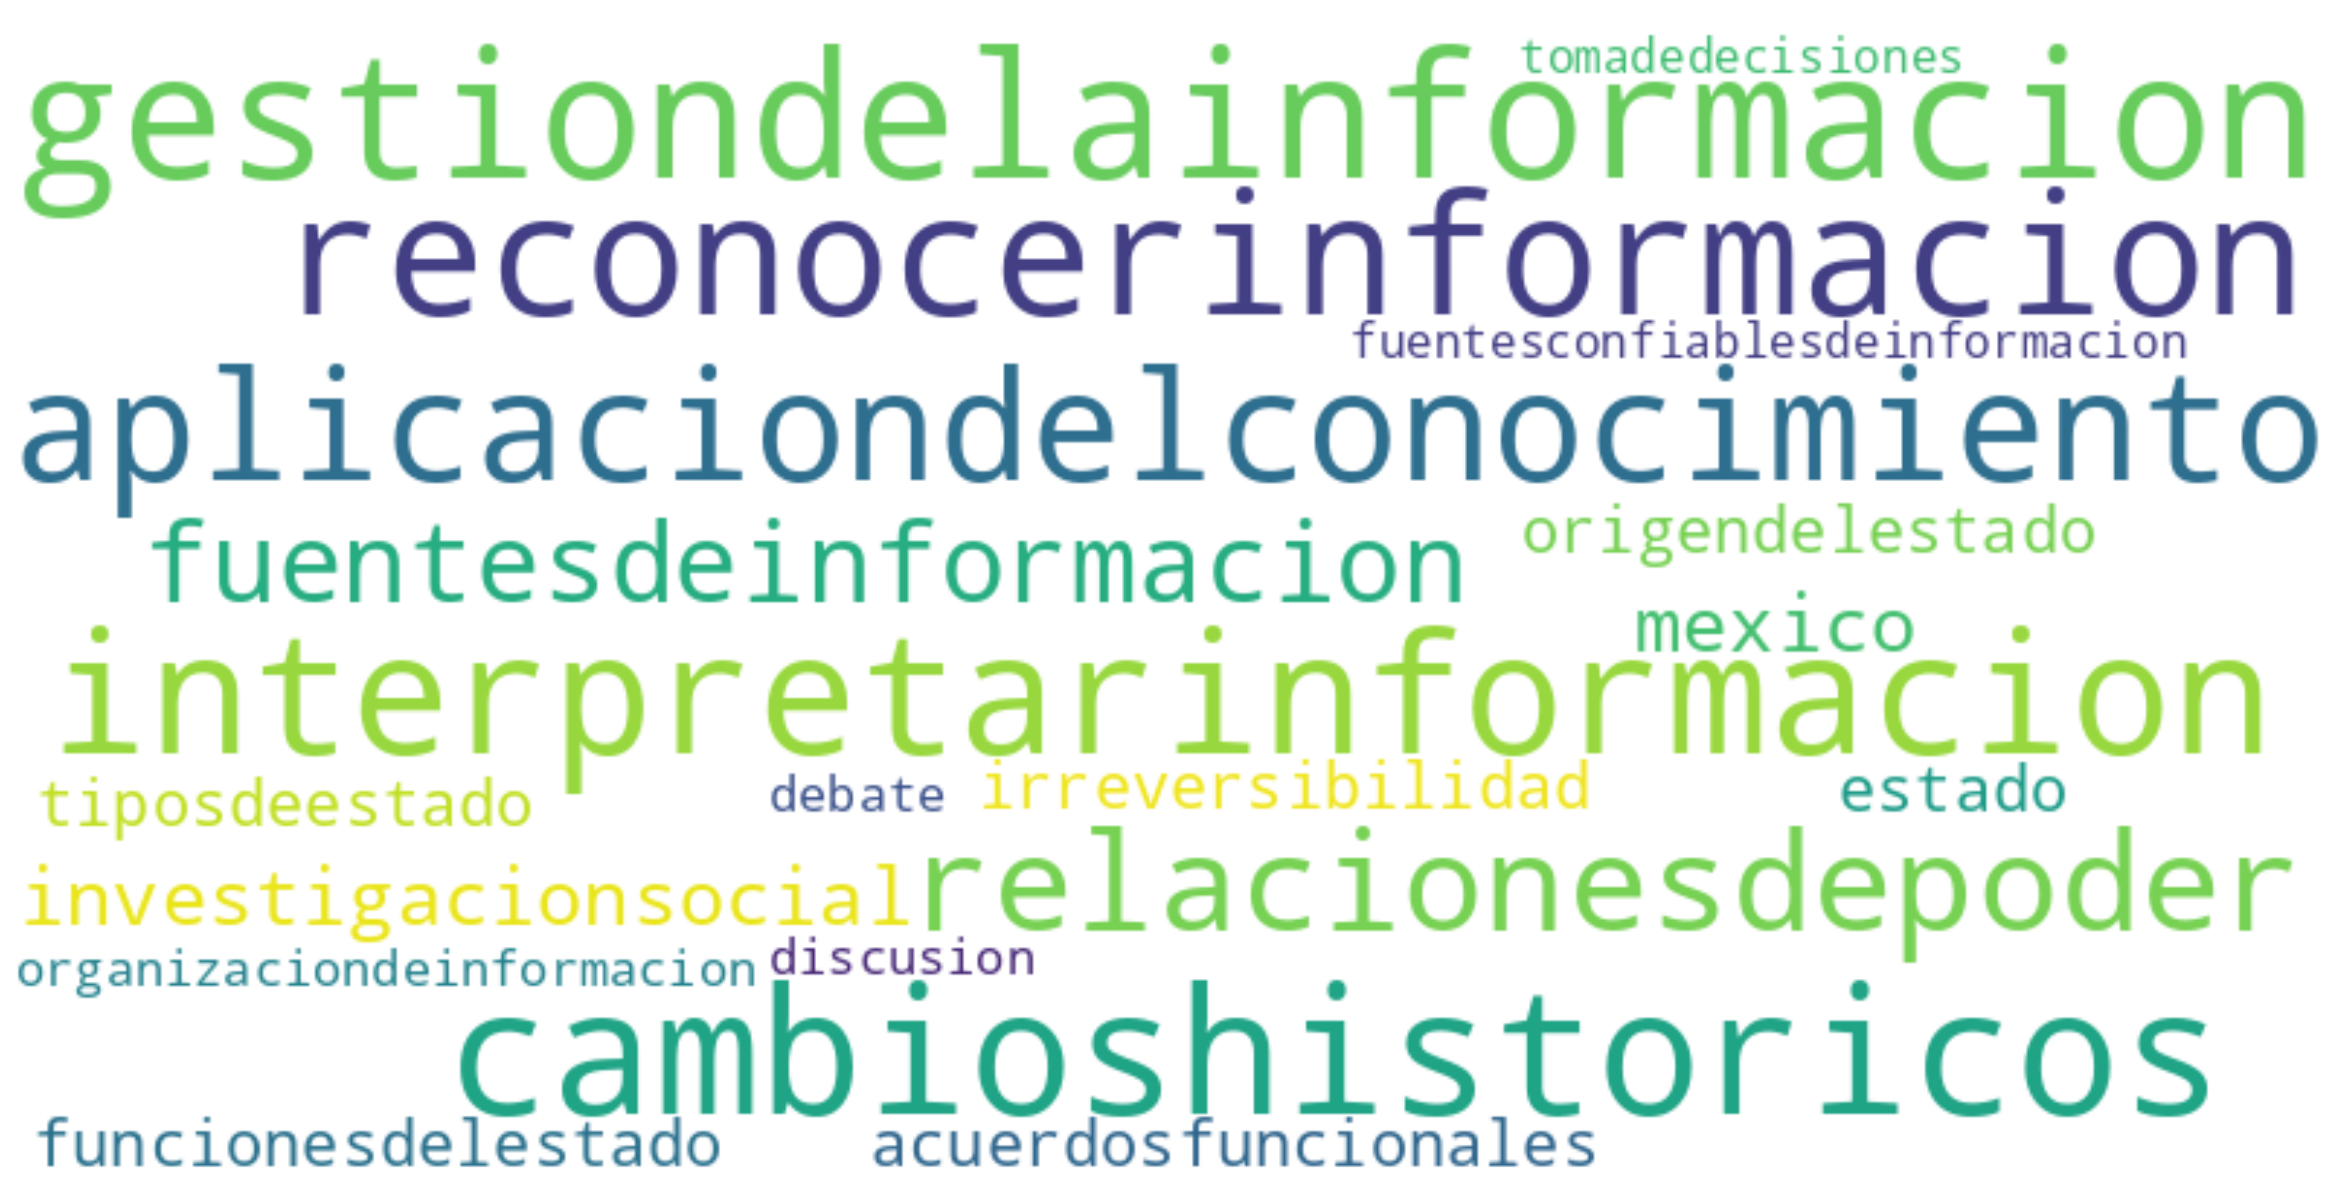 tomadedecisiones
gestiondelainformacion
reconocerinformacion
fuentesconfiablesdeinformacion
aplicaciondelconocimiento
fuentesdeinformacion
origendelestado
mexico
interpretarinformacion
tiposdeestado
debate
irreversibilidad
estado
investigacionsocial
relacionesdepoder
organizaciondeinformacion
discusion
cambioshistoricos
funcionesdelestado
acuerdosfuncionales